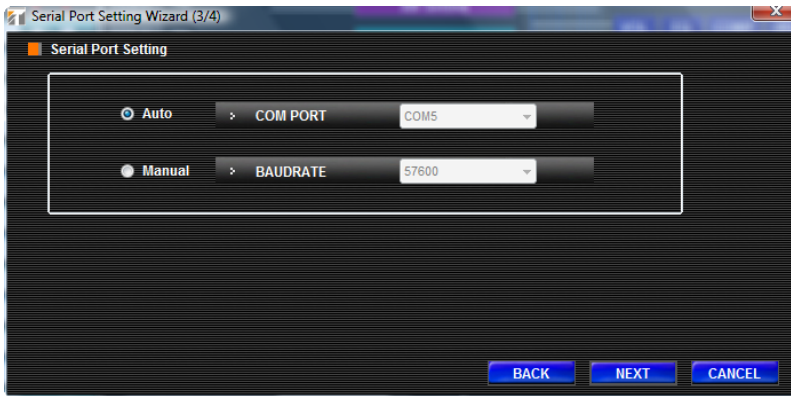 Serial Port Setting Wizard (3/4)
Serial Port Setting
Auto COM PORT COM5
Manual BAUDRATE 57600
BACK NEXT CANCEL